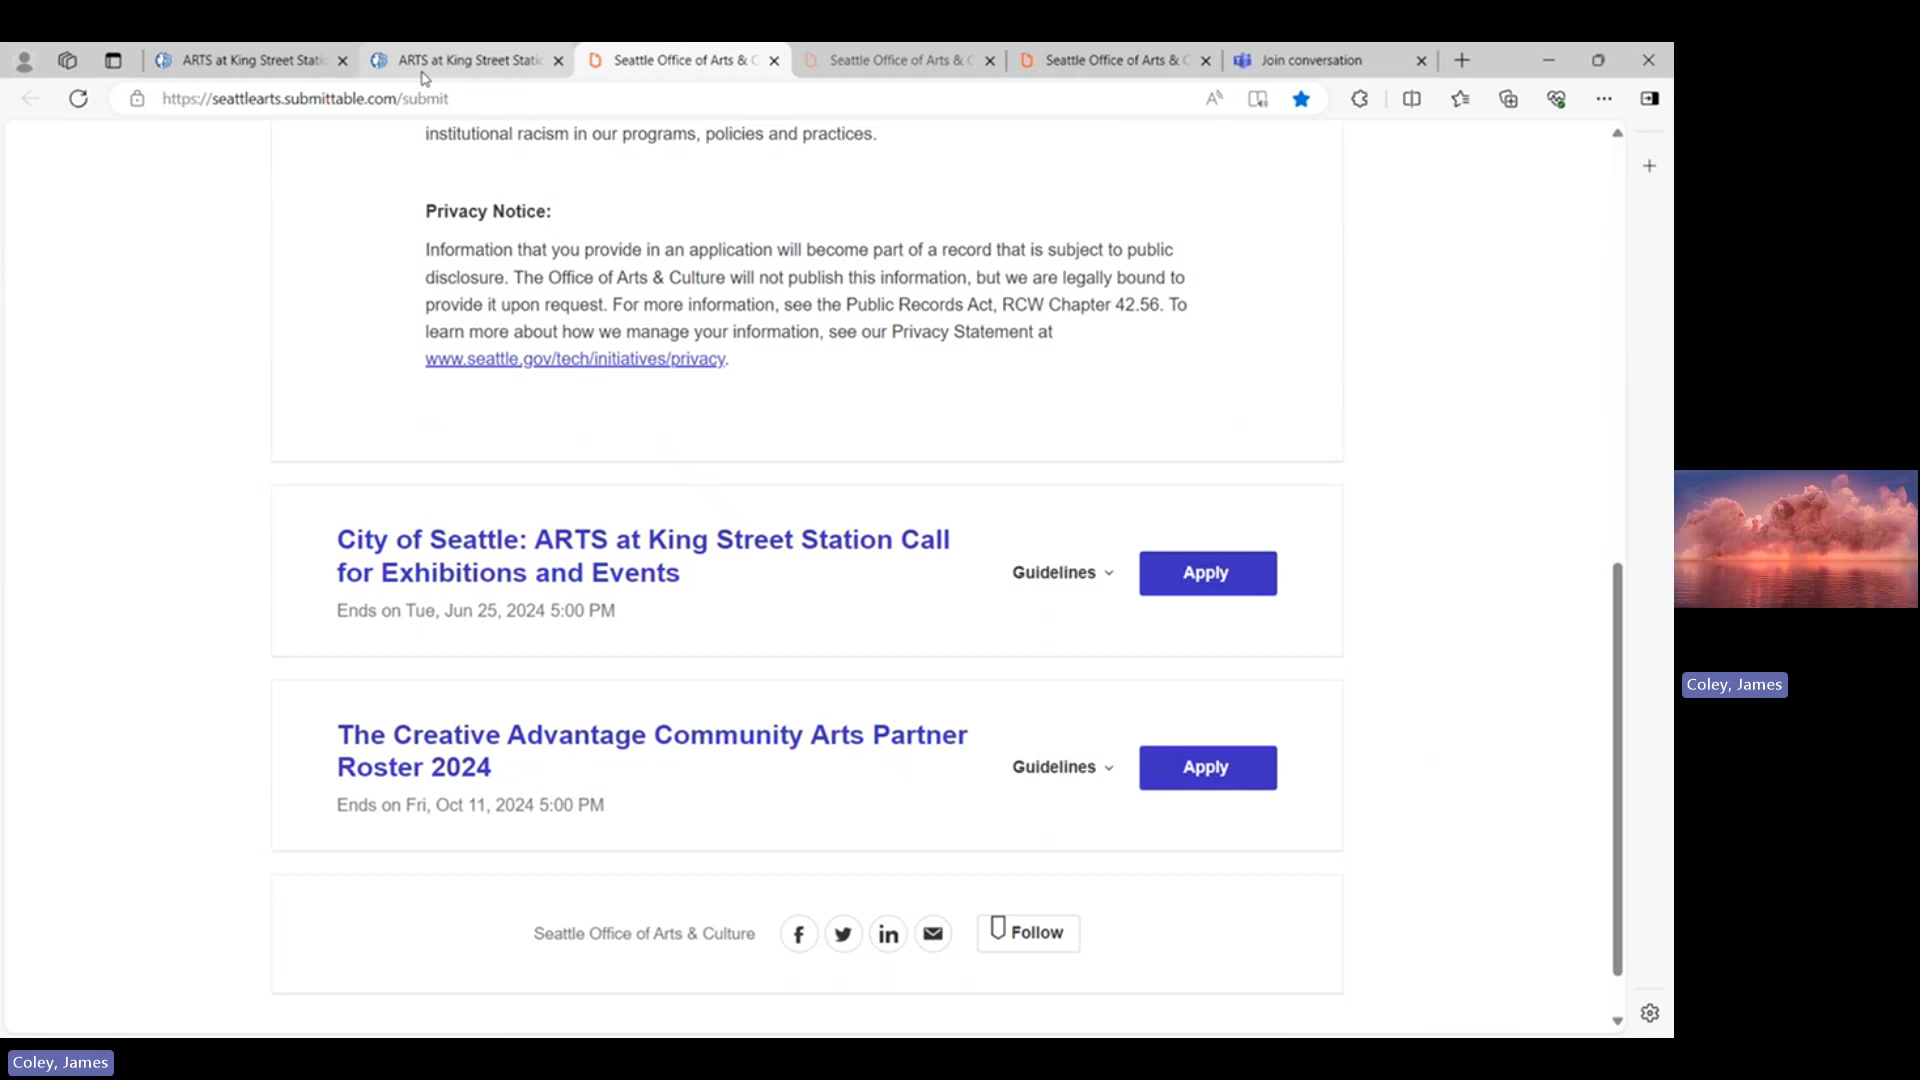 ARTS at King Street Stati
ARTS at King Street Static
Seattle Office of Arts & C
Seattle Office of Arts & C
Seattle Office of Arts & C
Join conversation
https://seattlearts.submittable.com/submit
institutional racism in our programs, policies and practices.
Privacy Notice:
Information that you provide in an application will become part of a record that is subject to public
disclosure. The Office of Arts & Culture will not publish this information, but we are legally bound to
provide it upon request. For more information, see the Public Records Act, RCW Chapter 42.56. To
learn more about how we manage your information, see our Privacy Statement at
www.seattle.gov/tech/initiatives/privacy.
City of Seattle: ARTS at King Street Station Call
for Exhibitions and Events
Guidelines
Apply
Ends on Tue, Jun 25, 2024 5:00 PM
Coley, James
The Creative Advantage Community Arts Partner
Roster 2024
Guidelines
Apply
Ends on Fri, Oct 11, 2024 5:00 PM
Seattle Office of Arts & Culture
Follow
Coley, James